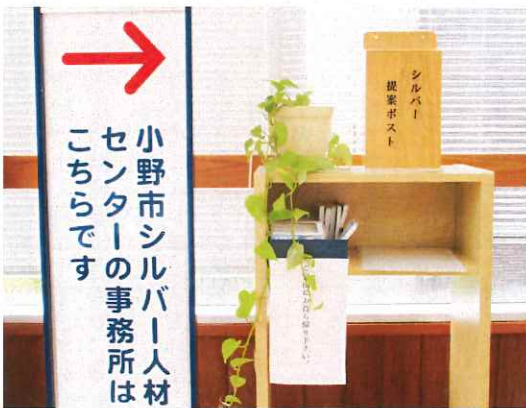 小野市シルバー人材
センターの事務所は
こちらです
シルバー
提案ポスト